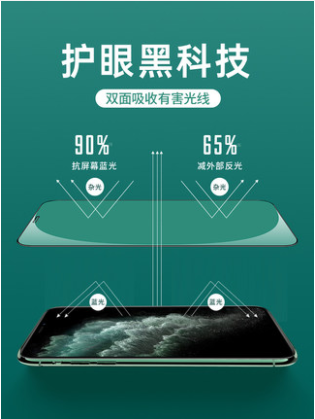 护眼黑科技
双面吸收有害光线
90% 65%
抗屏幕蓝光 减外部反光
杂光 杂光
蓝光 蓝光